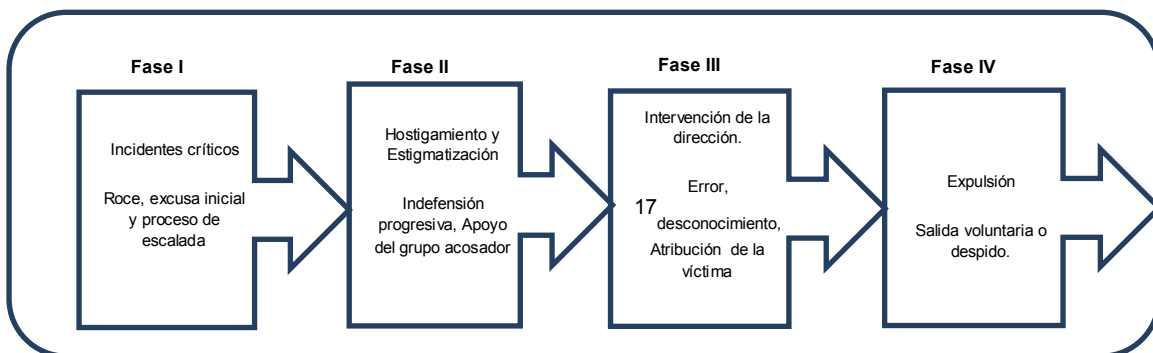 Fase I
Incidentes críticos
Roce, excusa inicial
y proceso de
escalada
Fase II
Hostigamiento y
Estigmatización
Indefensión
progresiva, Apoyo
del grupo acosador
Fase III
Intervención de la
dirección.
Error,
17
desconocimiento,
Atribución de la
víctima
Fase IV
Expulsión
Salida voluntaria o
despido.